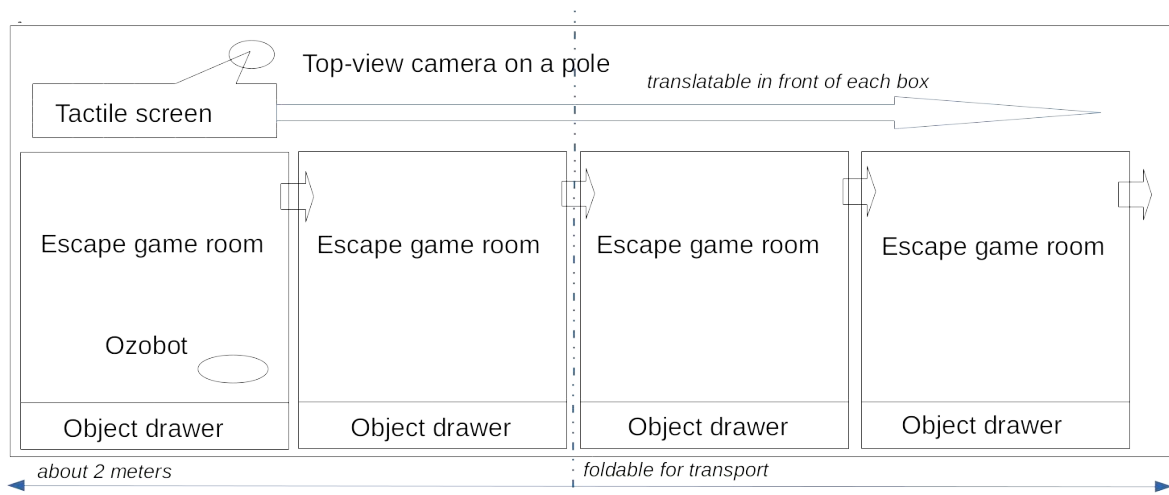 Top-view camera on a pole
translatable in front of each box
Tactile screen
Escape game room
Escape game room
Escape game room
Escape game room
Ozobot
Object drawer
Object drawer
Object drawer
Object drawer
about 2 meters
foldable for transport